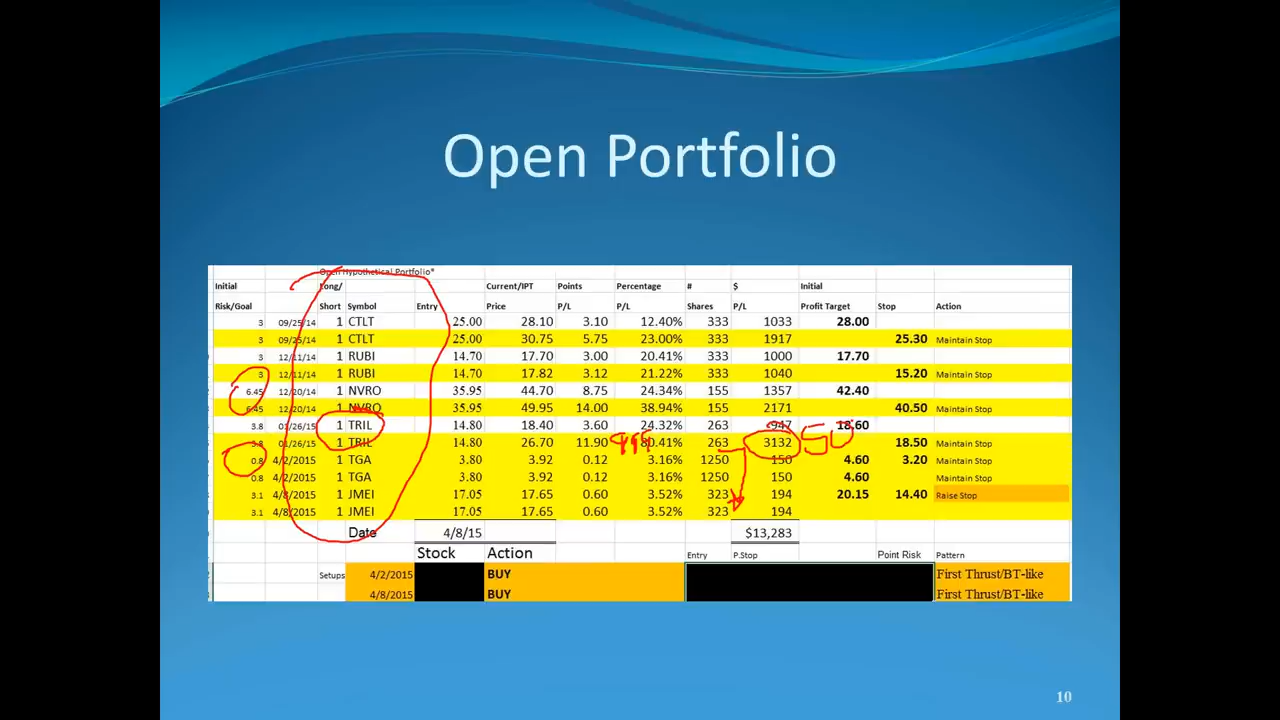 Open Portfolio
Open Hypothetical Portfolio*
Initial Long/ Current/IPT Points Percentage # $ Initial
Risk/Goal Short Symbol Entry Price P/L P/L Shares P/L Profit Target Stop Action
3 09/25/14 1 CTLT 25.00 28.10 3.10 12.40% 333 1033 28.00
3 09/25/14 1 CTLT 25.00 30.75 5.75 23.00% 333 1917 25.30 Maintain Stop
3 12/11/14 1 RUBI 14.70 17.70 3.00 20.41% 333 1000 17.70
3 12/11/14 1 RUBI 14.70 17.82 3.12 21.22% 333 1040 15.20 Maintain Stop
6.45 12/20/14 1 NVRO 35.95 44.70 8.75 24.34% 155 1357 42.40
6.45 12/20/14 1 NVRO 35.95 49.95 14.00 38.94% 155 2171 40.50 Maintain Stop
3.8 01/26/15 1 TRIL 14.80 18.40 3.60 24.32% 263 947 18.60
3.8 01/26/15 1 TRIL 14.80 26.70 11.90 80.41% 263 3132 50 18.50 Maintain Stop
0.8 4/2/2015 1 TGA 3.80 3.92 0.12 3.16% 1250 150 4.60 3.20 Maintain Stop
0.8 4/2/2015 1 TGA 3.80 3.92 0.12 3.16% 1250 150 4.60 Maintain Stop
3.1 4/8/2015 1 JMEI 17.05 17.65 0.60 3.52% 323 194 20.15 14.40 Raise Stop
3.1 4/8/2015 1 JMEI 17.05 17.65 0.60 3.52% 323 194
Date 4/8/15 $13,283
Stock Action Entry P.Stop Point Risk Pattern
Setups 4/2/2015 BUY First Thrust/BT-like
4/8/2015 BUY First Thrust/BT-like
10